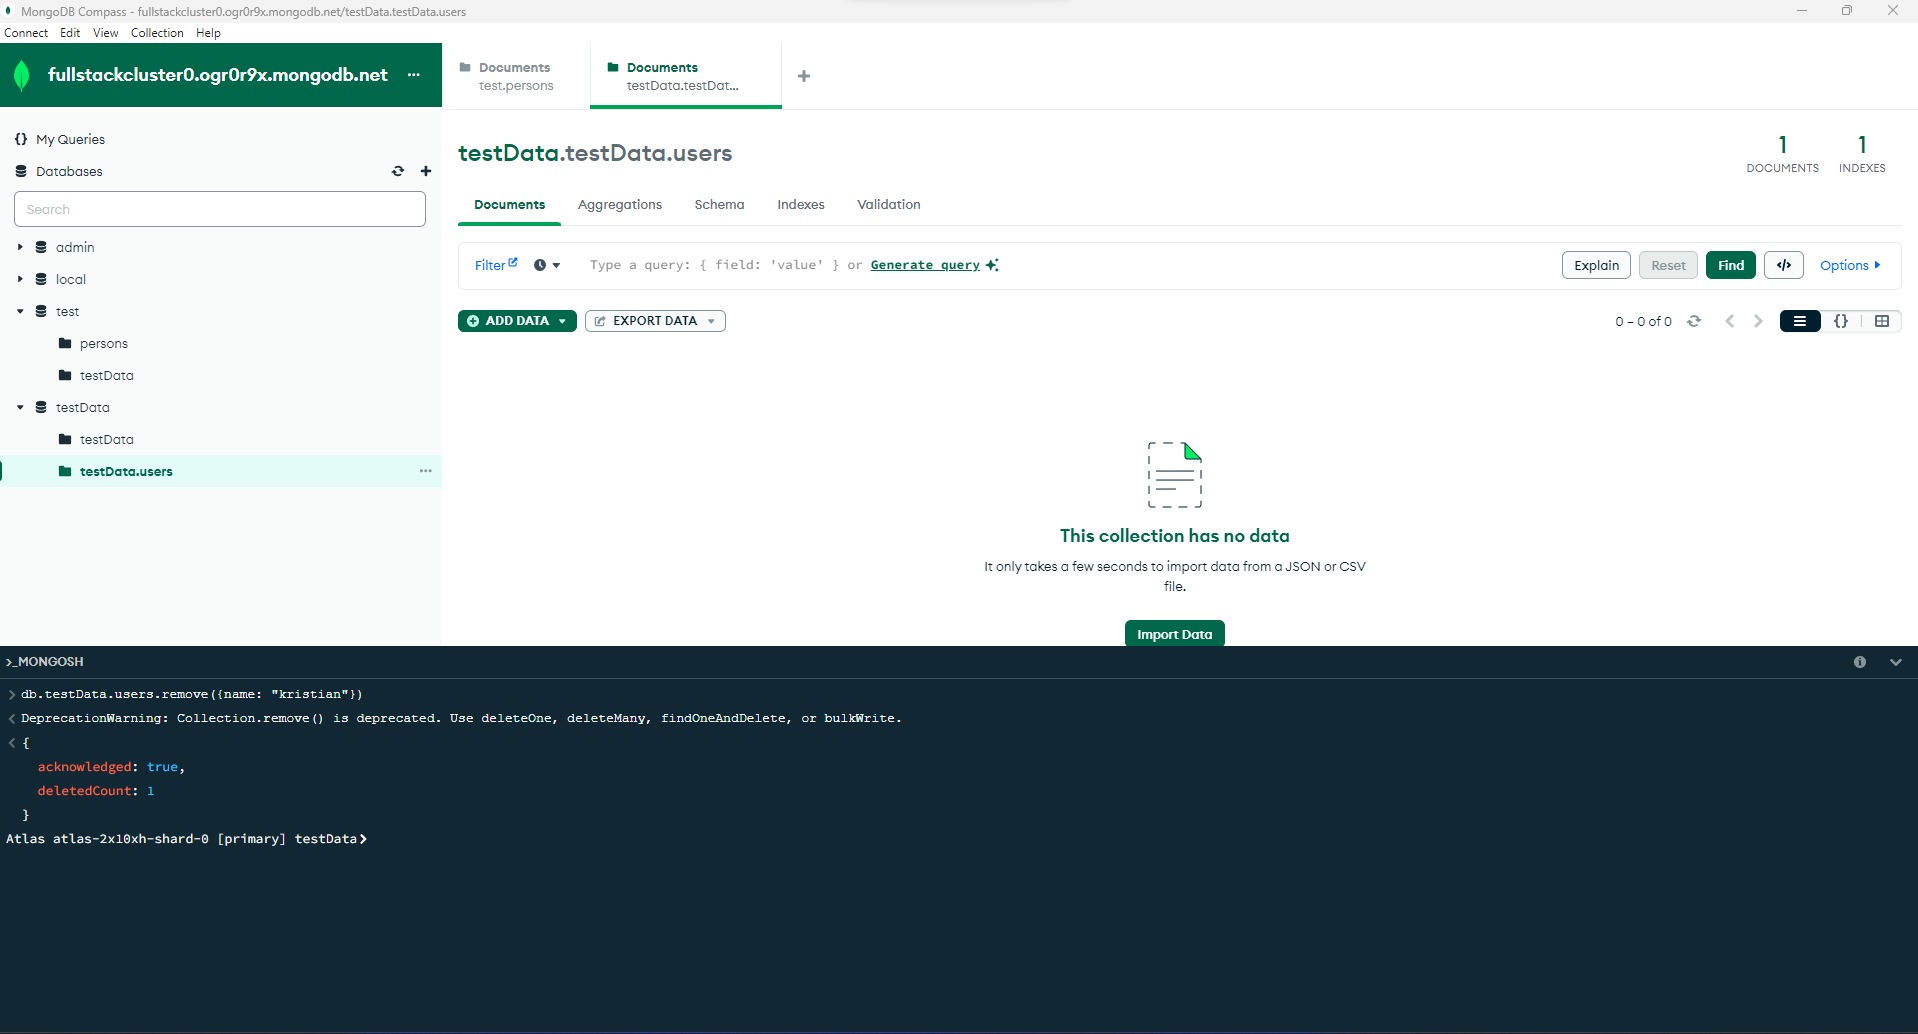 MongoDB Compass - fullstackcluster0.ogr0r9x.mongodb.net/testData.testData.users
Connect Edit View Collection Help
fullstackcluster0.ogr0r9x.mongodb.net ...
Documents
test.persons
Documents
testData.testDat...
My Queries
Databases
Search
admin
local
test
persons
testData
testData
testData
testData.users
testData.testData.users
1
DOCUMENTS
1
INDEXES
Documents Aggregations Schema Indexes Validation
Filter Type a query: { field: 'value' } or Generate query Explain Reset Find </> Options
ADD DATA EXPORT DATA 0 – 0 of 0 {}
This collection has no data
It only takes a few seconds to import data from a JSON or CSV
file.
Import Data
>_MONGOSH
> db.testData.users.remove({name: "kristian"})
< DeprecationWarning: Collection.remove() is deprecated. Use deleteOne, deleteMany, findOneAndDelete, or bulkWrite.
< {
acknowledged: true,
deletedCount: 1
}
Atlas atlas-2x10xh-shard-0 [primary] testData>